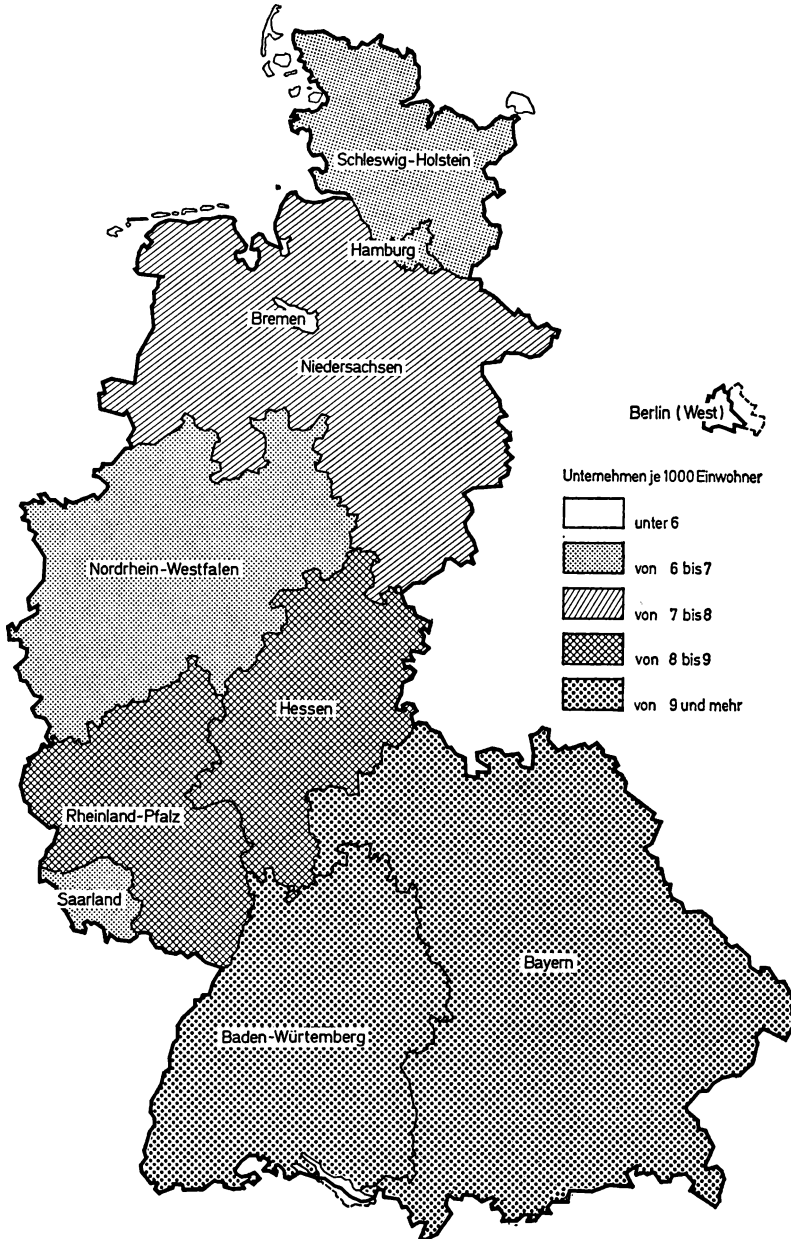 Schleswig-Holstein
Hamburg
Bremen
Niedersachsen
Berlin (West)
Unternehmen je 1000 Einwohner
unter 6
von 6 bis 7
Nordrhein-Westfalen
von 7 bis 8
von 8 bis 9
von 9 und mehr
Hessen
Rheinland-Pfalz
Saarland
Bayern
Baden-Würtemberg